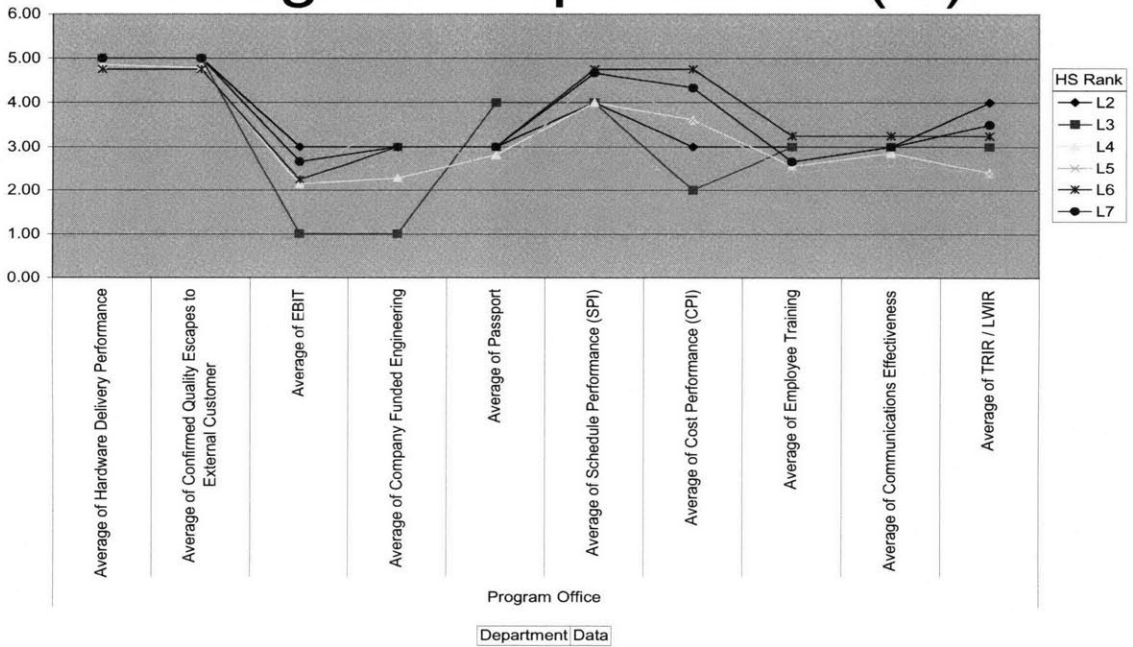 6.00
5.00
4.00
3.00
2.00
1.00
0.00
HS Rank
L2
L3
L4
L5
L6
L7
Average of Hardware Delivery Performance
Average of Confirmed Quality Escapes to
External Customer
Average of EBIT
Average of Company Funded Engineering
Average of Passport
Average of Schedule Performance (SPI)
Average of Cost Performance (CPI)
Average of Employee Training
Average of Communications Effectiveness
Average of TRIR / LWIR
Program Office
Department Data